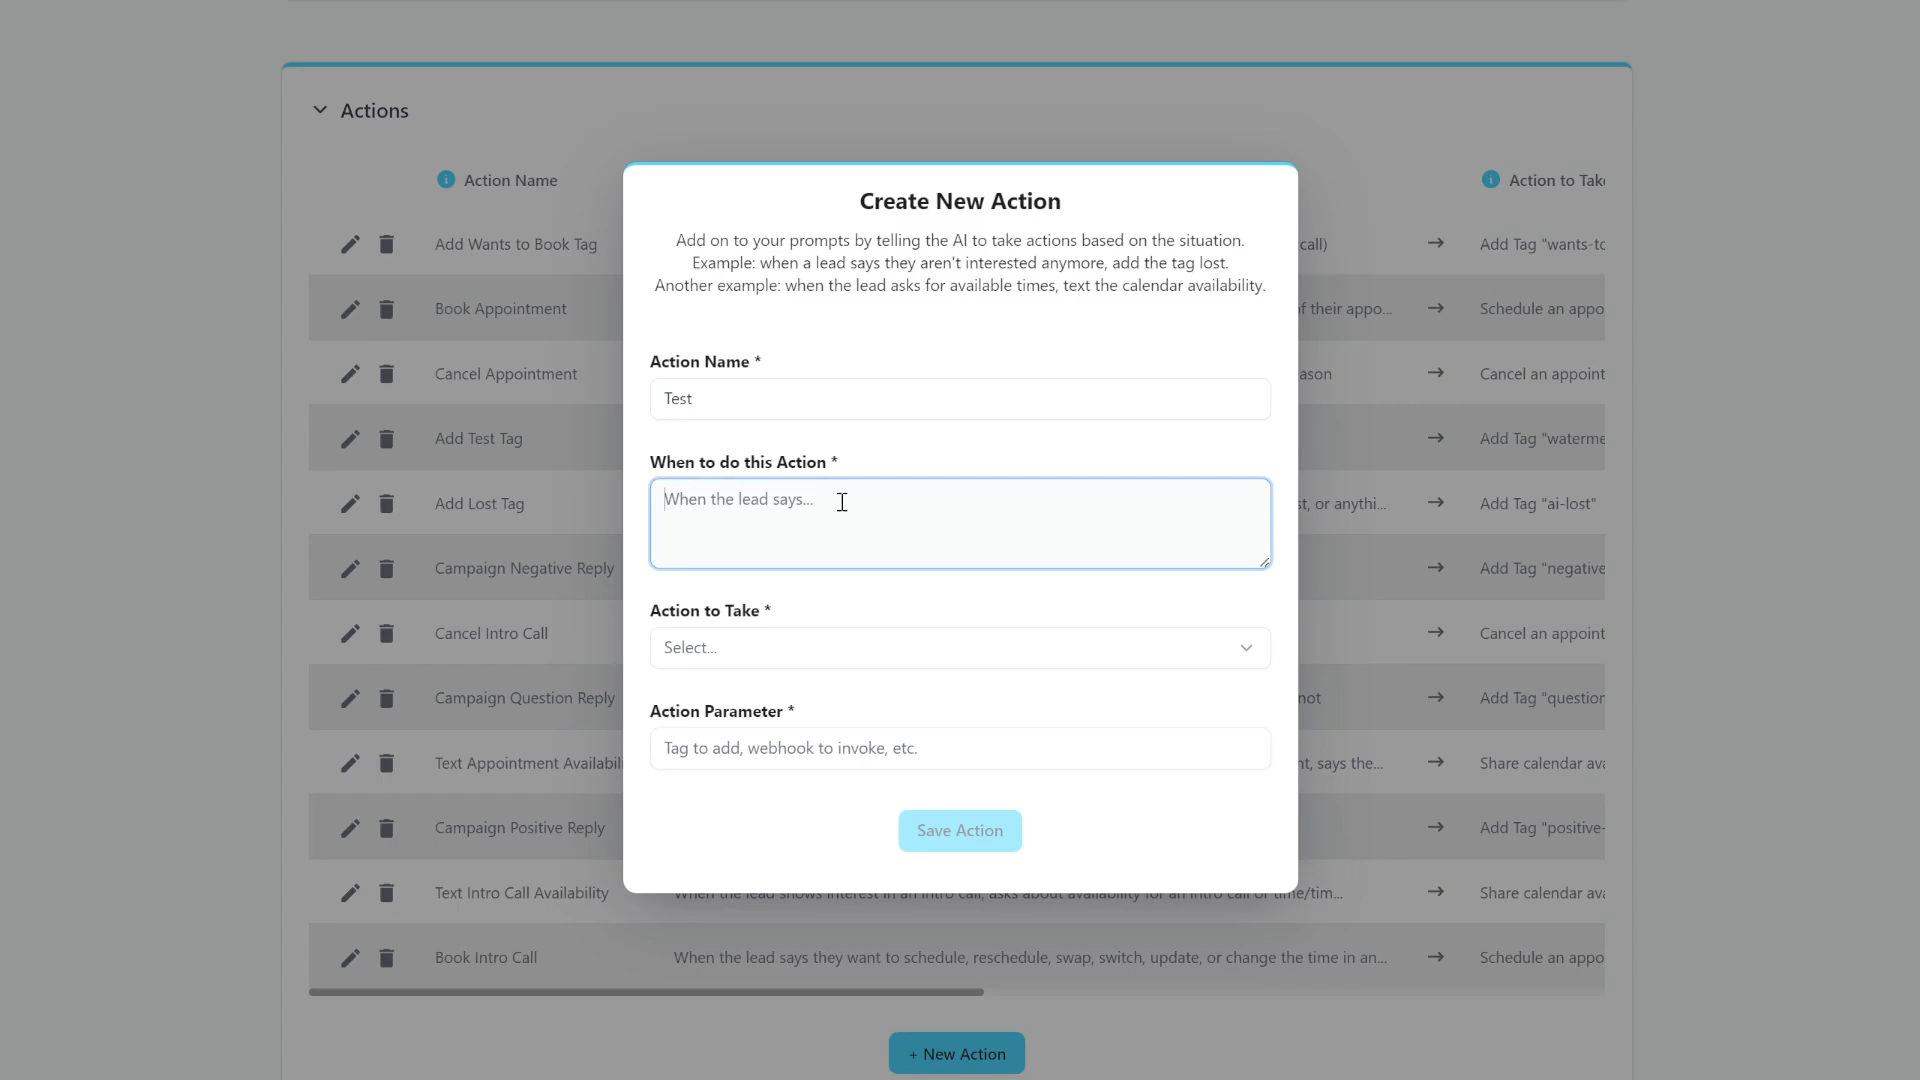 Actions
Action Name
Action to Take
Add Wants to Book Tag
call)
→
Add Tag "wants-to
Book Appointment
f their appo...
→
Schedule an appo
Cancel Appointment
ason
→
Cancel an appoint
Add Test Tag
→
Add Tag "waterme
Add Lost Tag
st, or anythi...
→
Add Tag "ai-lost"
Campaign Negative Reply
→
Add Tag "negative
Cancel Intro Call
→
Cancel an appoint
Campaign Question Reply
not
→
Add Tag "question
Text Appointment Availabili
nt, says the...
→
Share calendar ava
Campaign Positive Reply
→
Add Tag "positive-
Text Intro Call Availability
When the lead shows interest in an intro call, asks about availability for an intro call or time/tim...
→
Share calendar ava
Book Intro Call
When the lead says they want to schedule, reschedule, swap, switch, update, or change the time in an...
→
Schedule an appo
+ New Action
Create New Action
Add on to your prompts by telling the AI to take actions based on the situation.
Example: when a lead says they aren't interested anymore, add the tag lost.
Another example: when the lead asks for available times, text the calendar availability.
Action Name *
Test
When to do this Action *
When the lead says...
Action to Take *
Select...
Action Parameter *
Tag to add, webhook to invoke, etc.
Save Action